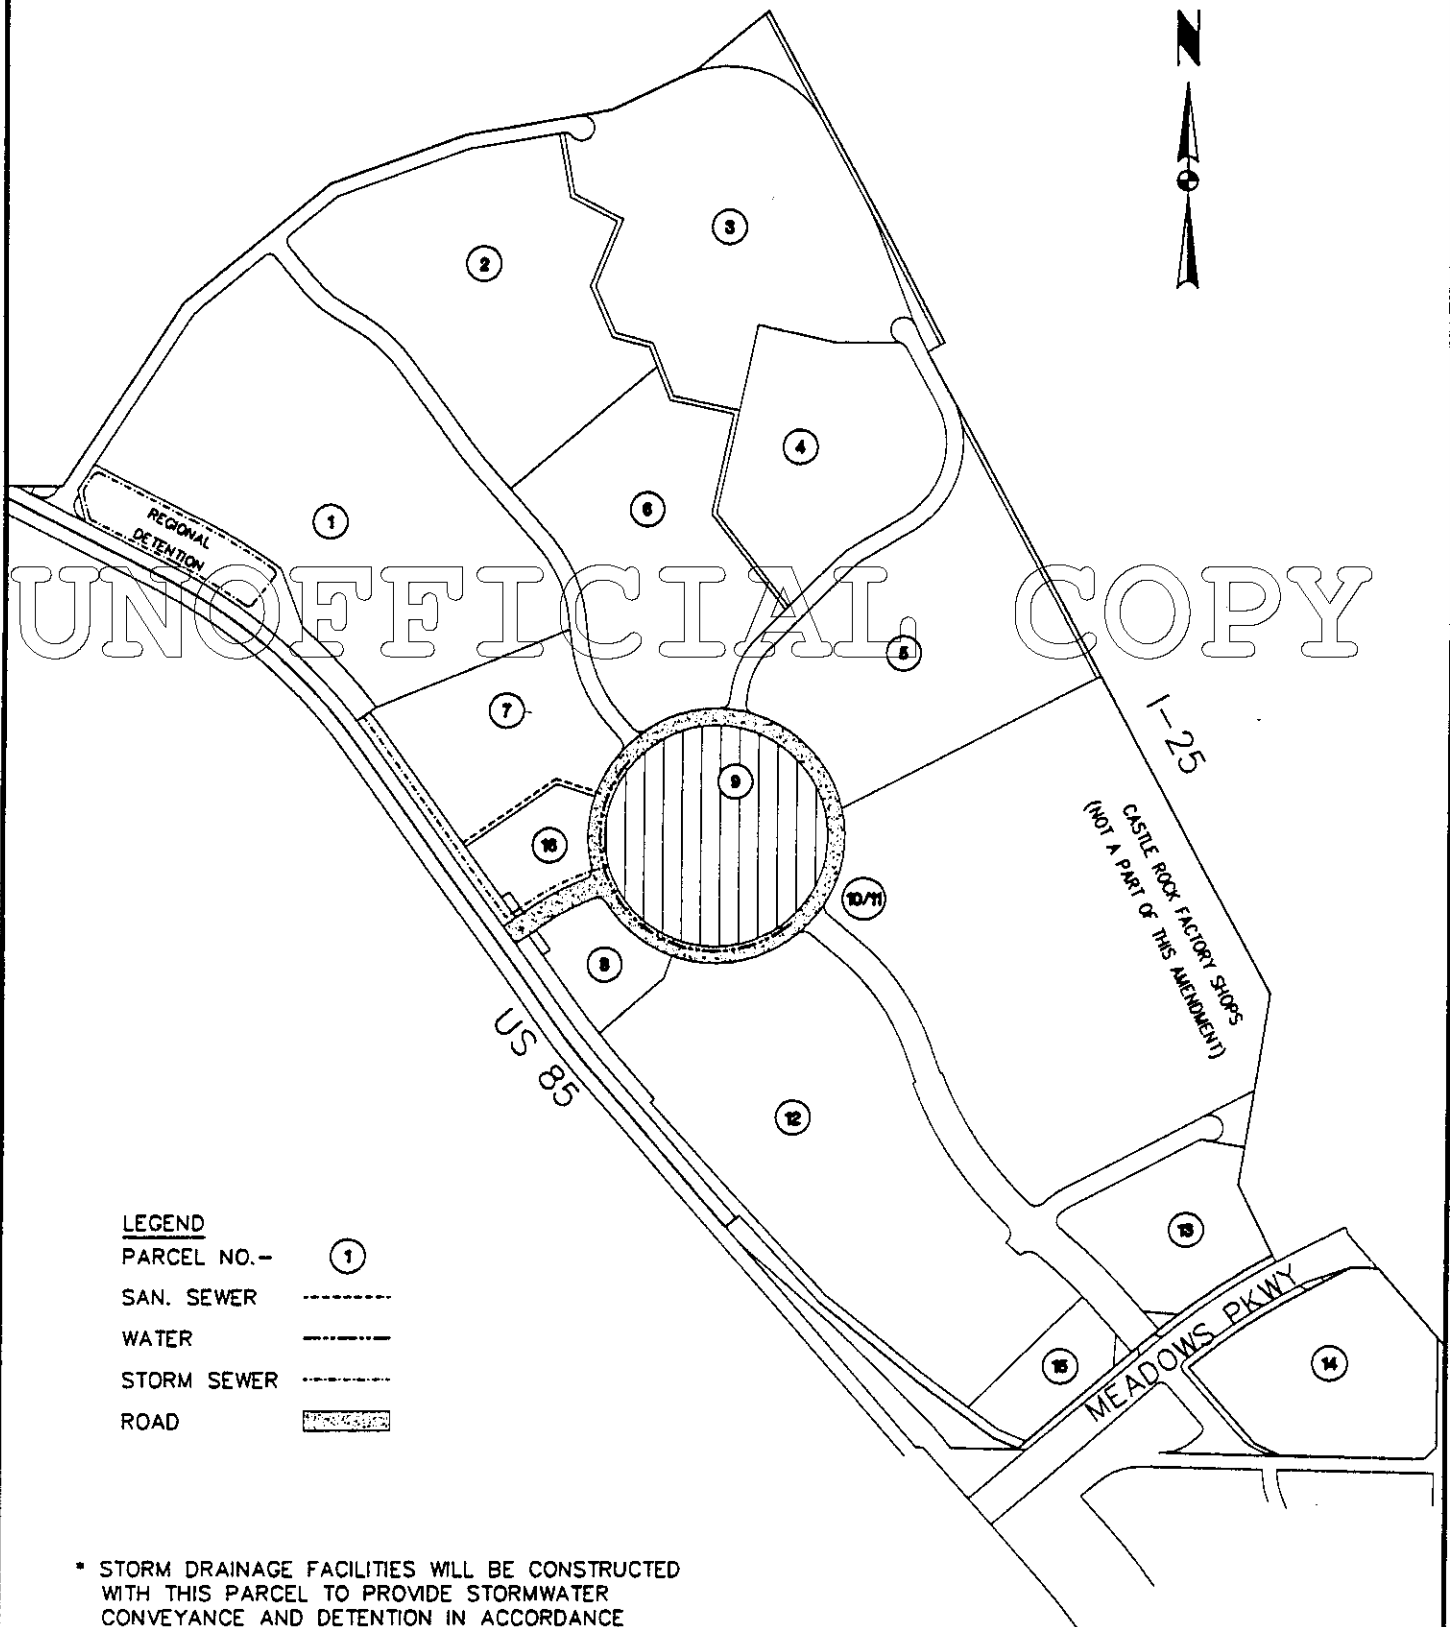 N
3
2
4
6
1
REGIONAL
DETENTION
UNOFFICIAL COPY
5
7
I-25
9
CASTLE ROCK FACTORY SHOPS
(NOT A PART OF THIS AMENDMENT)
16
10/11
8
US 85
12
13
LEGEND
PARCEL NO.- 1
SAN. SEWER
WATER
STORM SEWER
ROAD
MEADOWS PKWY
15
14
* STORM DRAINAGE FACILITIES WILL BE CONSTRUCTED
WITH THIS PARCEL TO PROVIDE STORMWATER
CONVEYANCE AND DETENTION IN ACCORDANCE